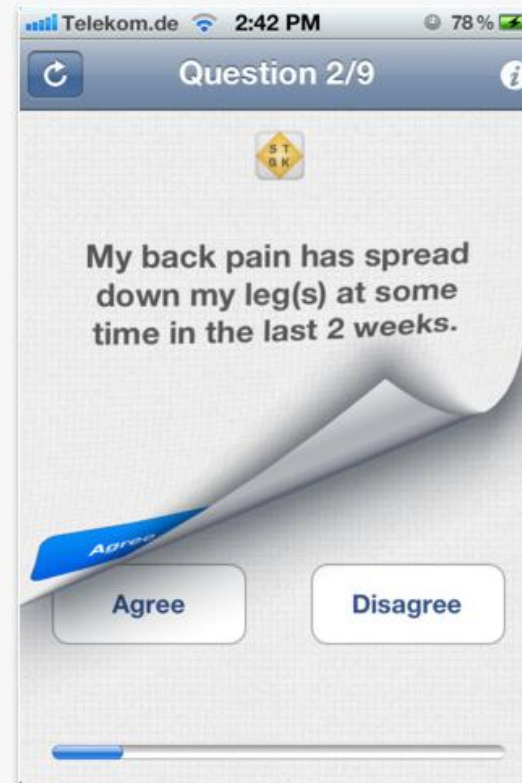 Telekom.de 2:42 PM 78 %
Question 2/9
S T
B K
My back pain has spread
down my leg(s) at some
time in the last 2 weeks.
Agree
Agree Disagree